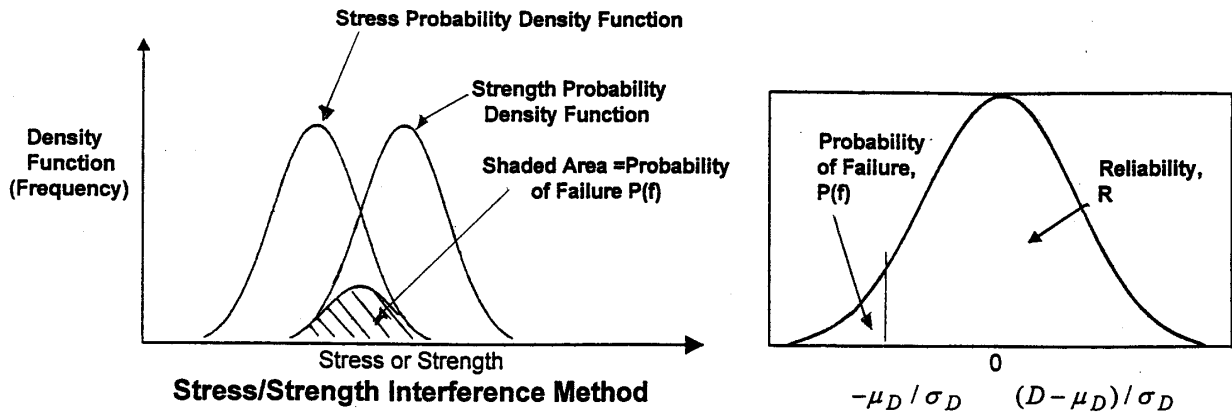 Stress Probability Density Function
Strength Probability
Density Function
Density
Function
(Frequency)
Shaded Area =Probability
of Failure P(f)
Stress or Strength
Stress/Strength Interference Method
Probability
of Failure,
P(f)
Reliability,
R
0
-μ_D / σ_D
(D - μ_D) / σ_D